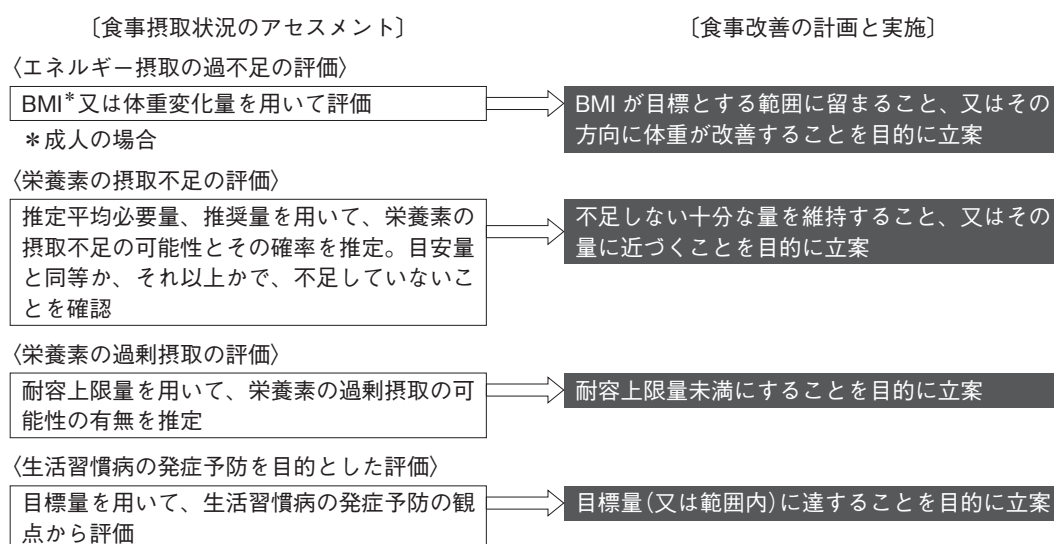 〔食事摂取状況のアセスメント〕
〔食事改善の計画と実施〕
〈エネルギー摂取の過不足の評価〉
BMI*又は体重変化量を用いて評価
BMI が目標とする範囲に留まること、又はその
方向に体重が改善することを目的に立案
*成人の場合
〈栄養素の摂取不足の評価〉
推定平均必要量、推奨量を用いて、栄養素の
摂取不足の可能性とその確率を推定。目安量
と同等か、それ以上かで、不足していないこ
とを確認
不足しない十分な量を維持すること、又はその
量に近づくことを目的に立案
〈栄養素の過剰摂取の評価〉
耐容上限量を用いて、栄養素の過剰摂取の可
能性の有無を推定
耐容上限量未満にすることを目的に立案
〈生活習慣病の発症予防を目的とした評価〉
目標量を用いて、生活習慣病の発症予防の観
点から評価
目標量(又は範囲内)に達することを目的に立案